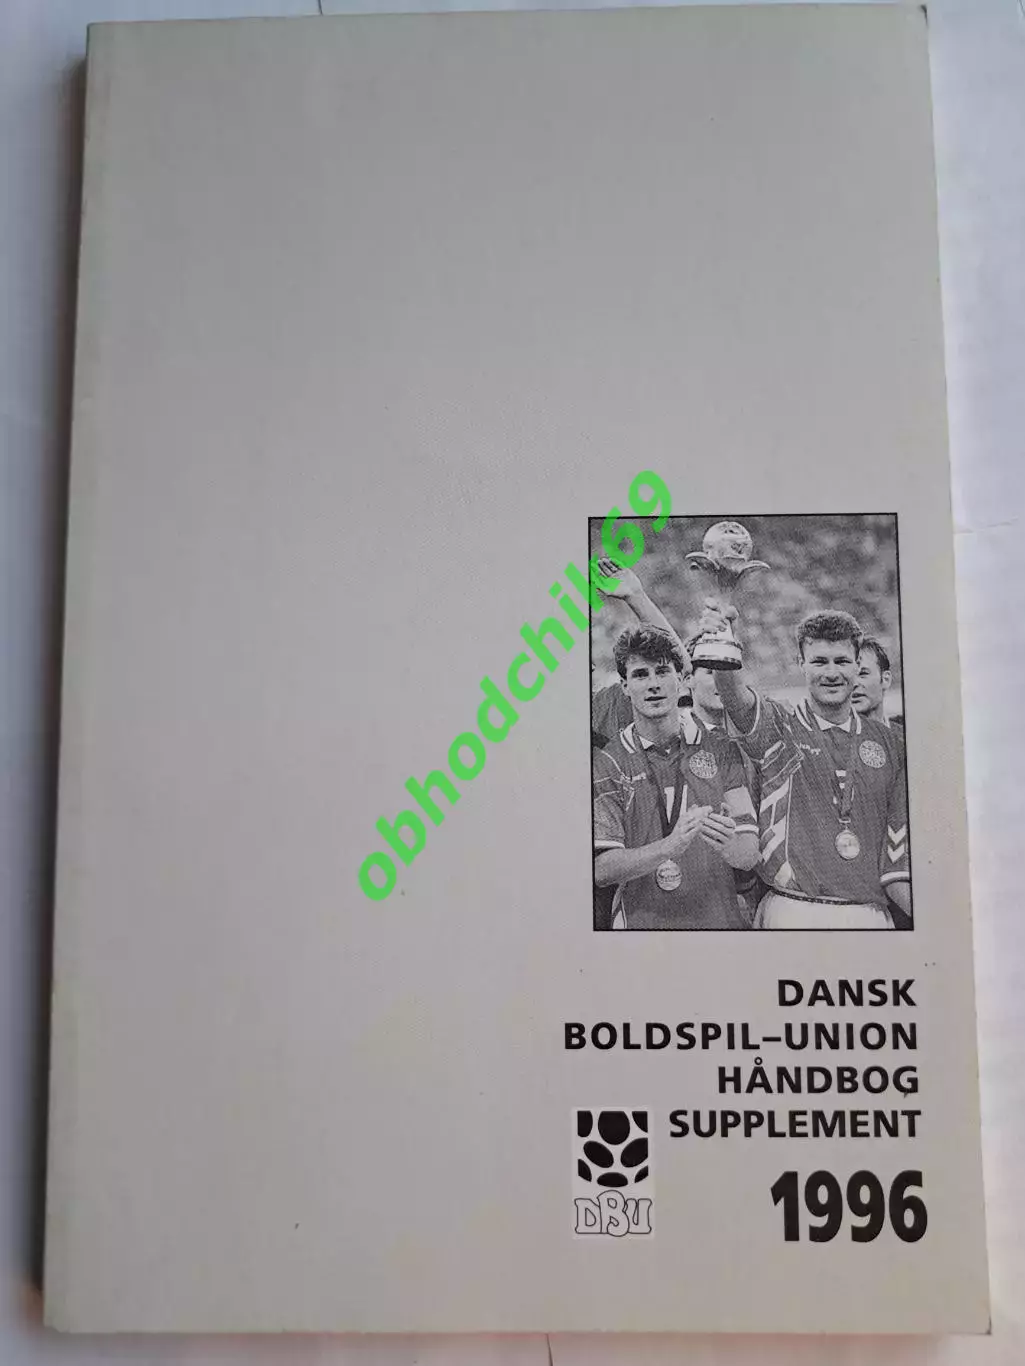 obhodchik69
DANSK
BOLDSPIL-UNION
HÅNDBOG
SUPPLEMENT
DBU
1996